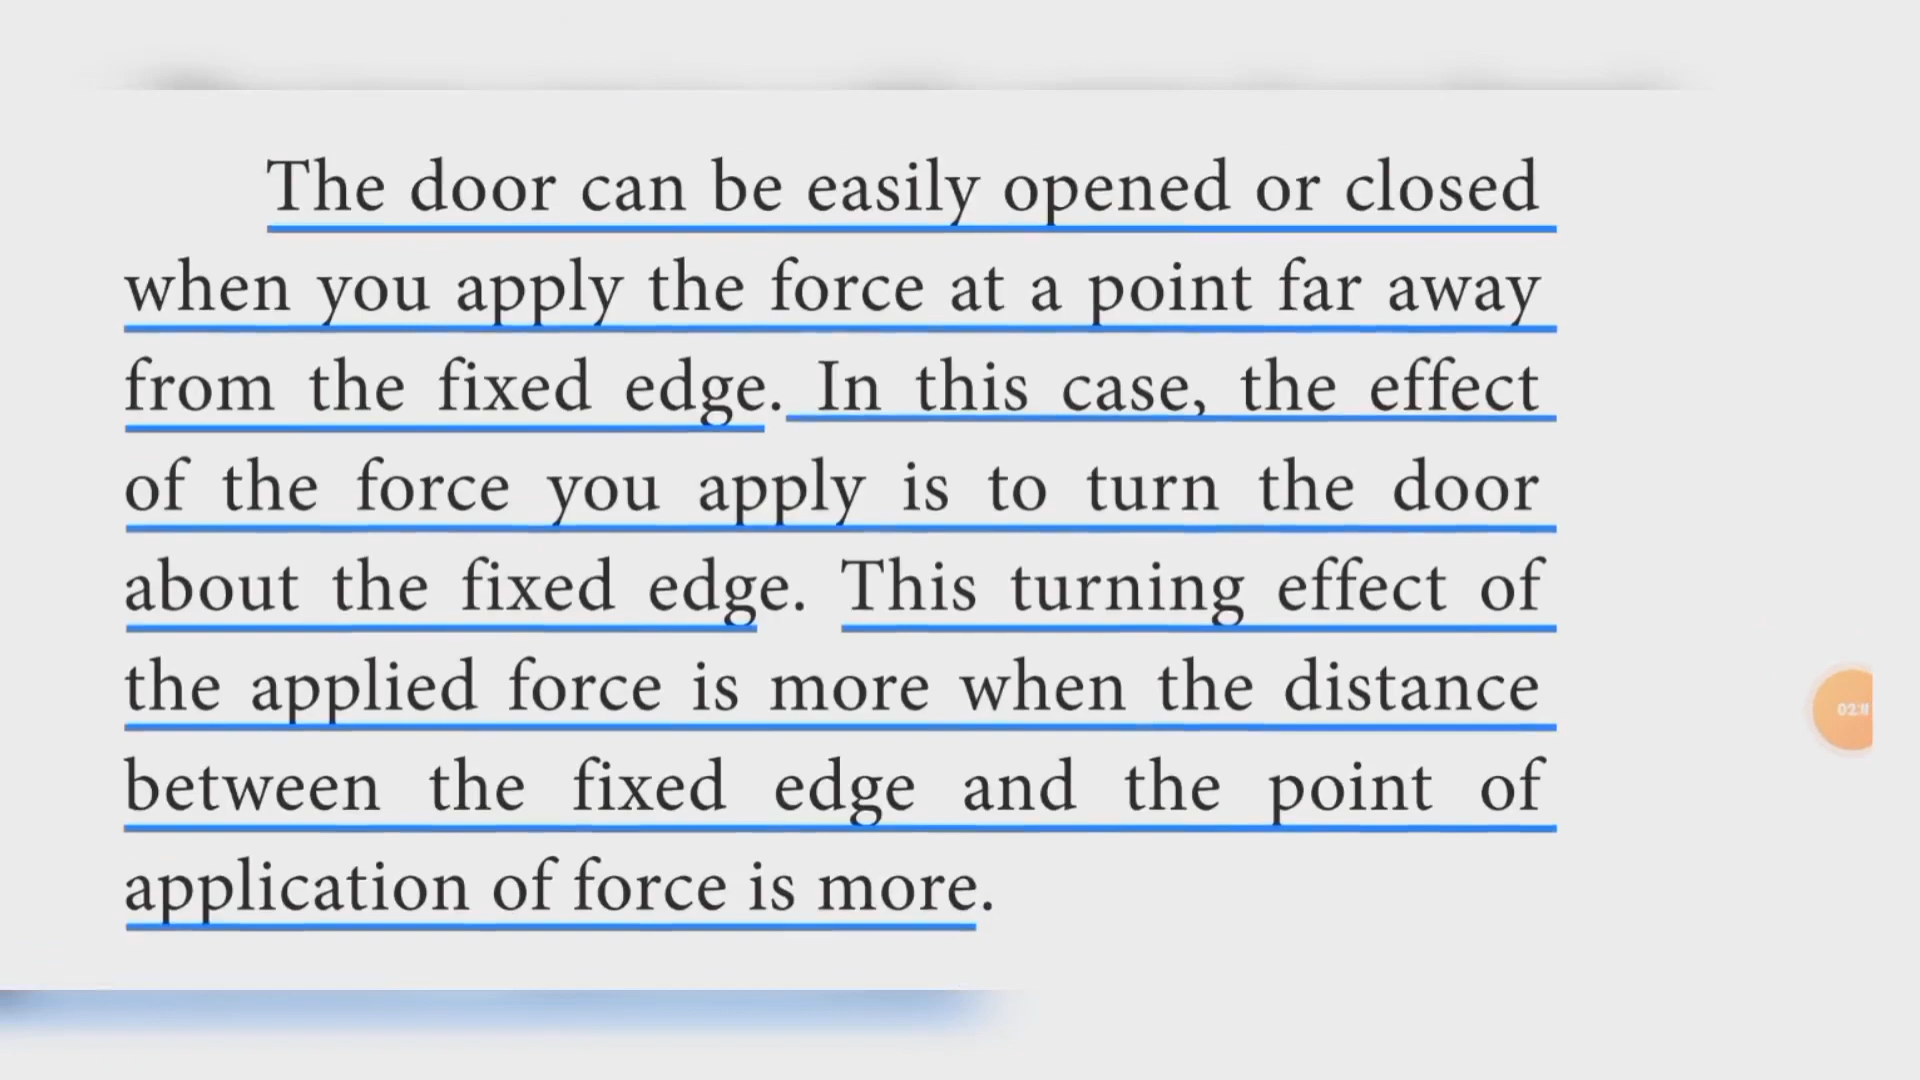 The door can be easily opened or closed
when you apply the force at a point far away
from the fixed edge. In this case, the effect
of the force you apply is to turn the door
about the fixed edge. This turning effect of
the applied force is more when the distance
between the fixed edge and the point of
application of force is more.
02:11